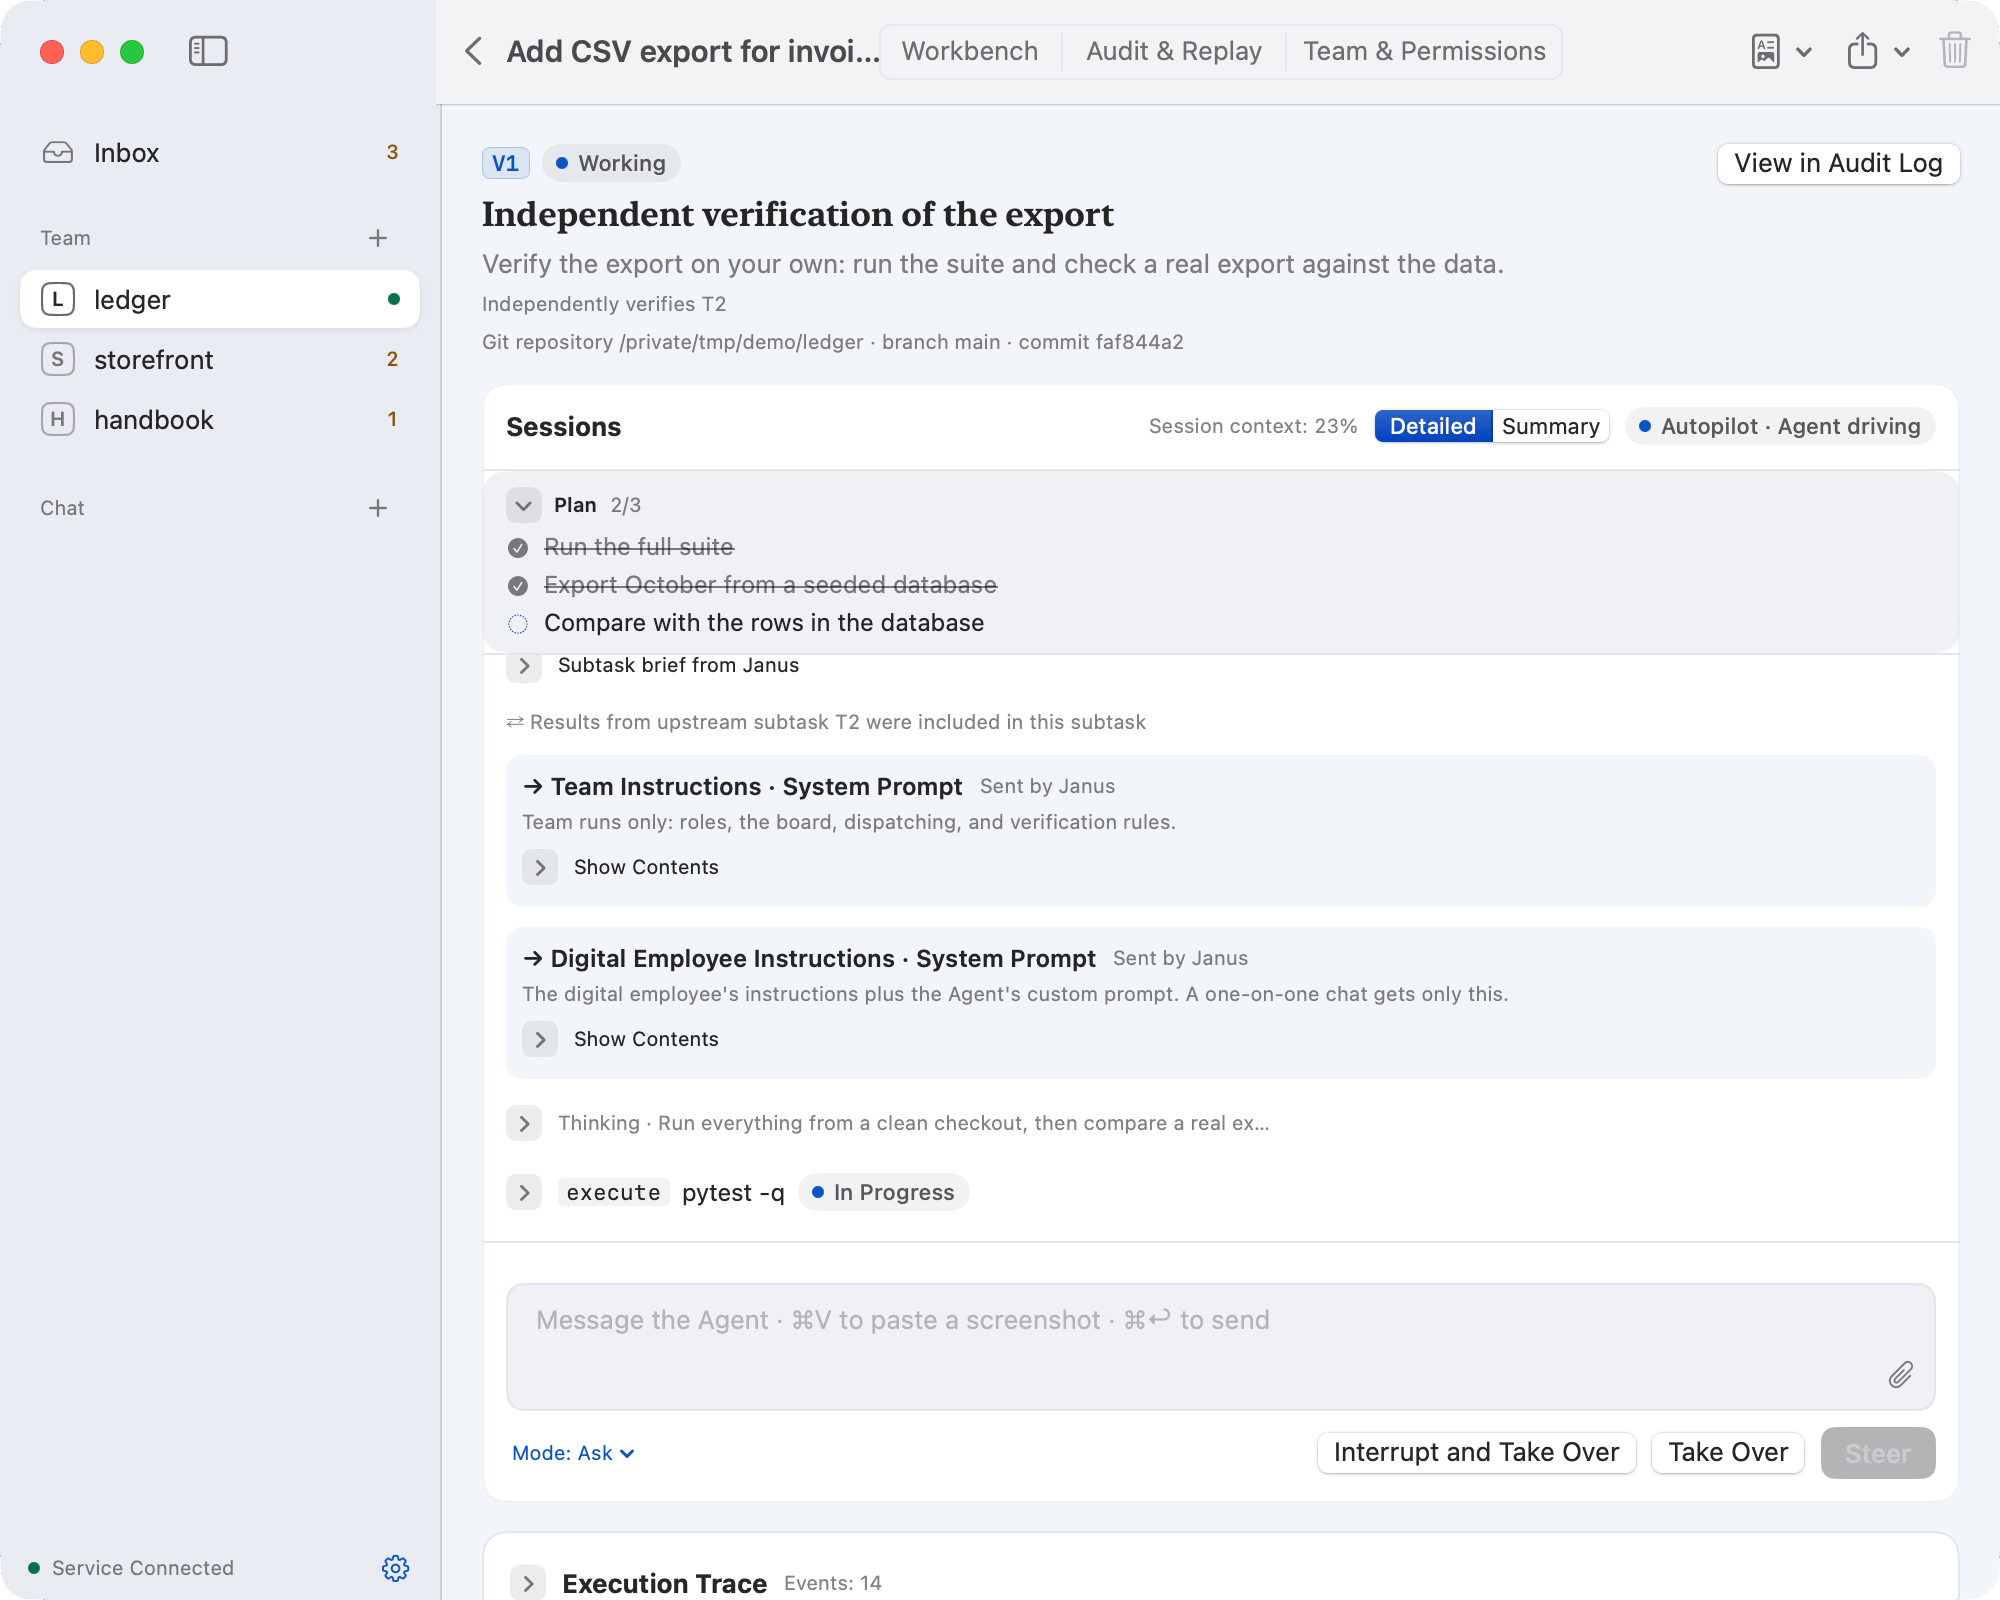 Add CSV export for invoi...
Workbench
Audit & Replay
Team & Permissions
Inbox
3
Team
L
ledger
S
storefront
2
H
handbook
1
Chat
Service Connected
V1
Working
View in Audit Log
Independent verification of the export
Verify the export on your own: run the suite and check a real export against the data.
Independently verifies T2
Git repository /private/tmp/demo/ledger · branch main · commit faf844a2
Sessions
Session context: 23%
Detailed
Summary
Autopilot · Agent driving
Plan 2/3
Run the full suite
Export October from a seeded database
Compare with the rows in the database
Subtask brief from Janus
⇄ Results from upstream subtask T2 were included in this subtask
→ Team Instructions · System Prompt Sent by Janus
Team runs only: roles, the board, dispatching, and verification rules.
Show Contents
→ Digital Employee Instructions · System Prompt Sent by Janus
The digital employee's instructions plus the Agent's custom prompt. A one-on-one chat gets only this.
Show Contents
Thinking · Run everything from a clean checkout, then compare a real ex...
execute pytest -q In Progress
Message the Agent · ⌘V to paste a screenshot · ⌘↩ to send
Mode: Ask
Interrupt and Take Over
Take Over
Steer
Execution Trace Events: 14